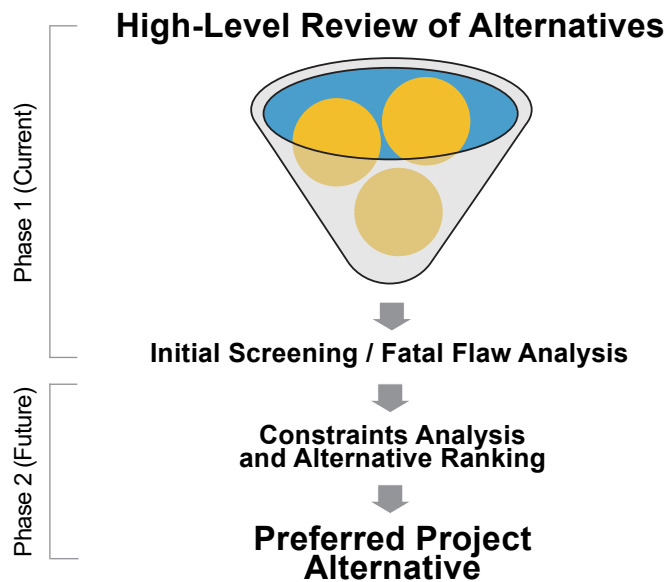 High-Level Review of Alternatives
Phase 1 (Current)
Initial Screening / Fatal Flaw Analysis
Phase 2 (Future)
Constraints Analysis
and Alternative Ranking
Preferred Project
Alternative